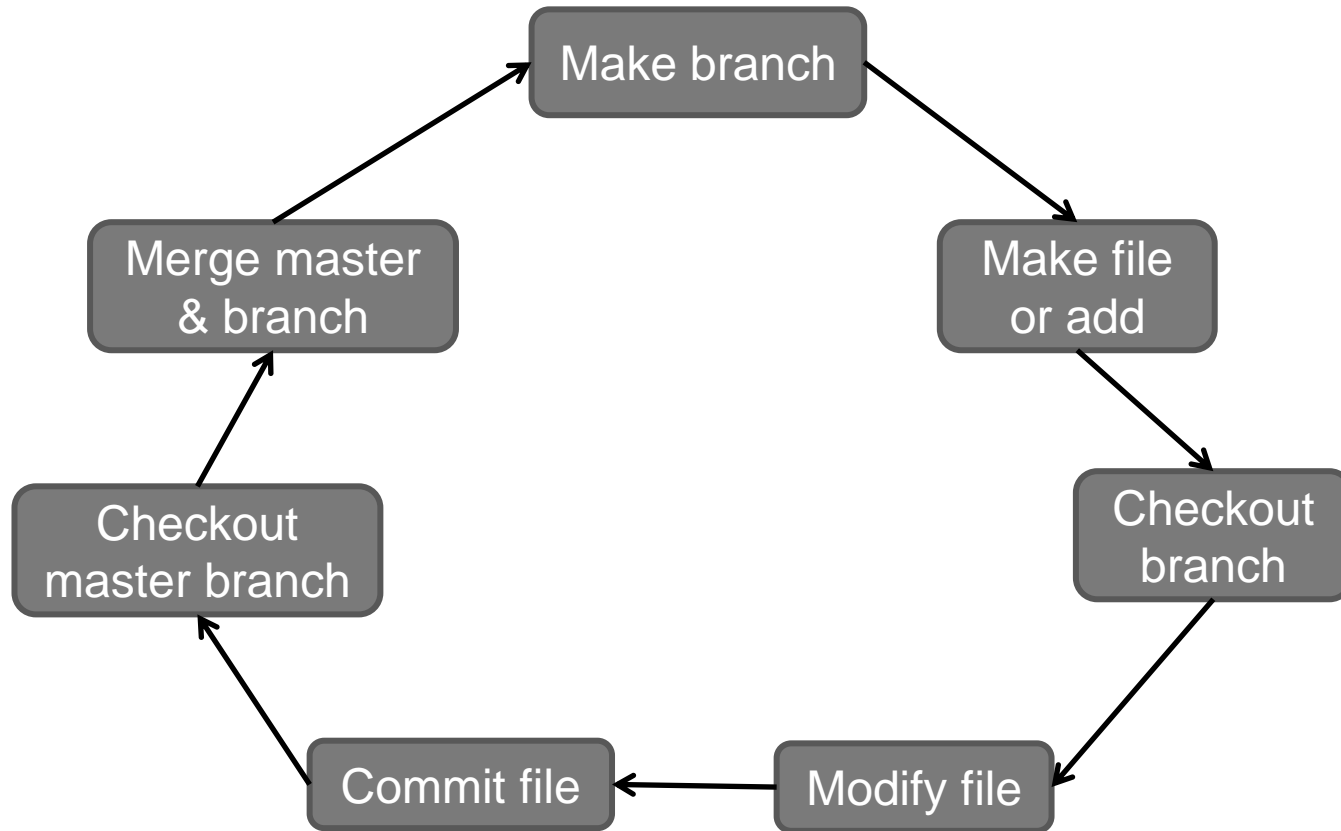 Make branch
Make file
or add
Checkout
branch
Modify file
Commit file
Checkout
master branch
Merge master
& branch